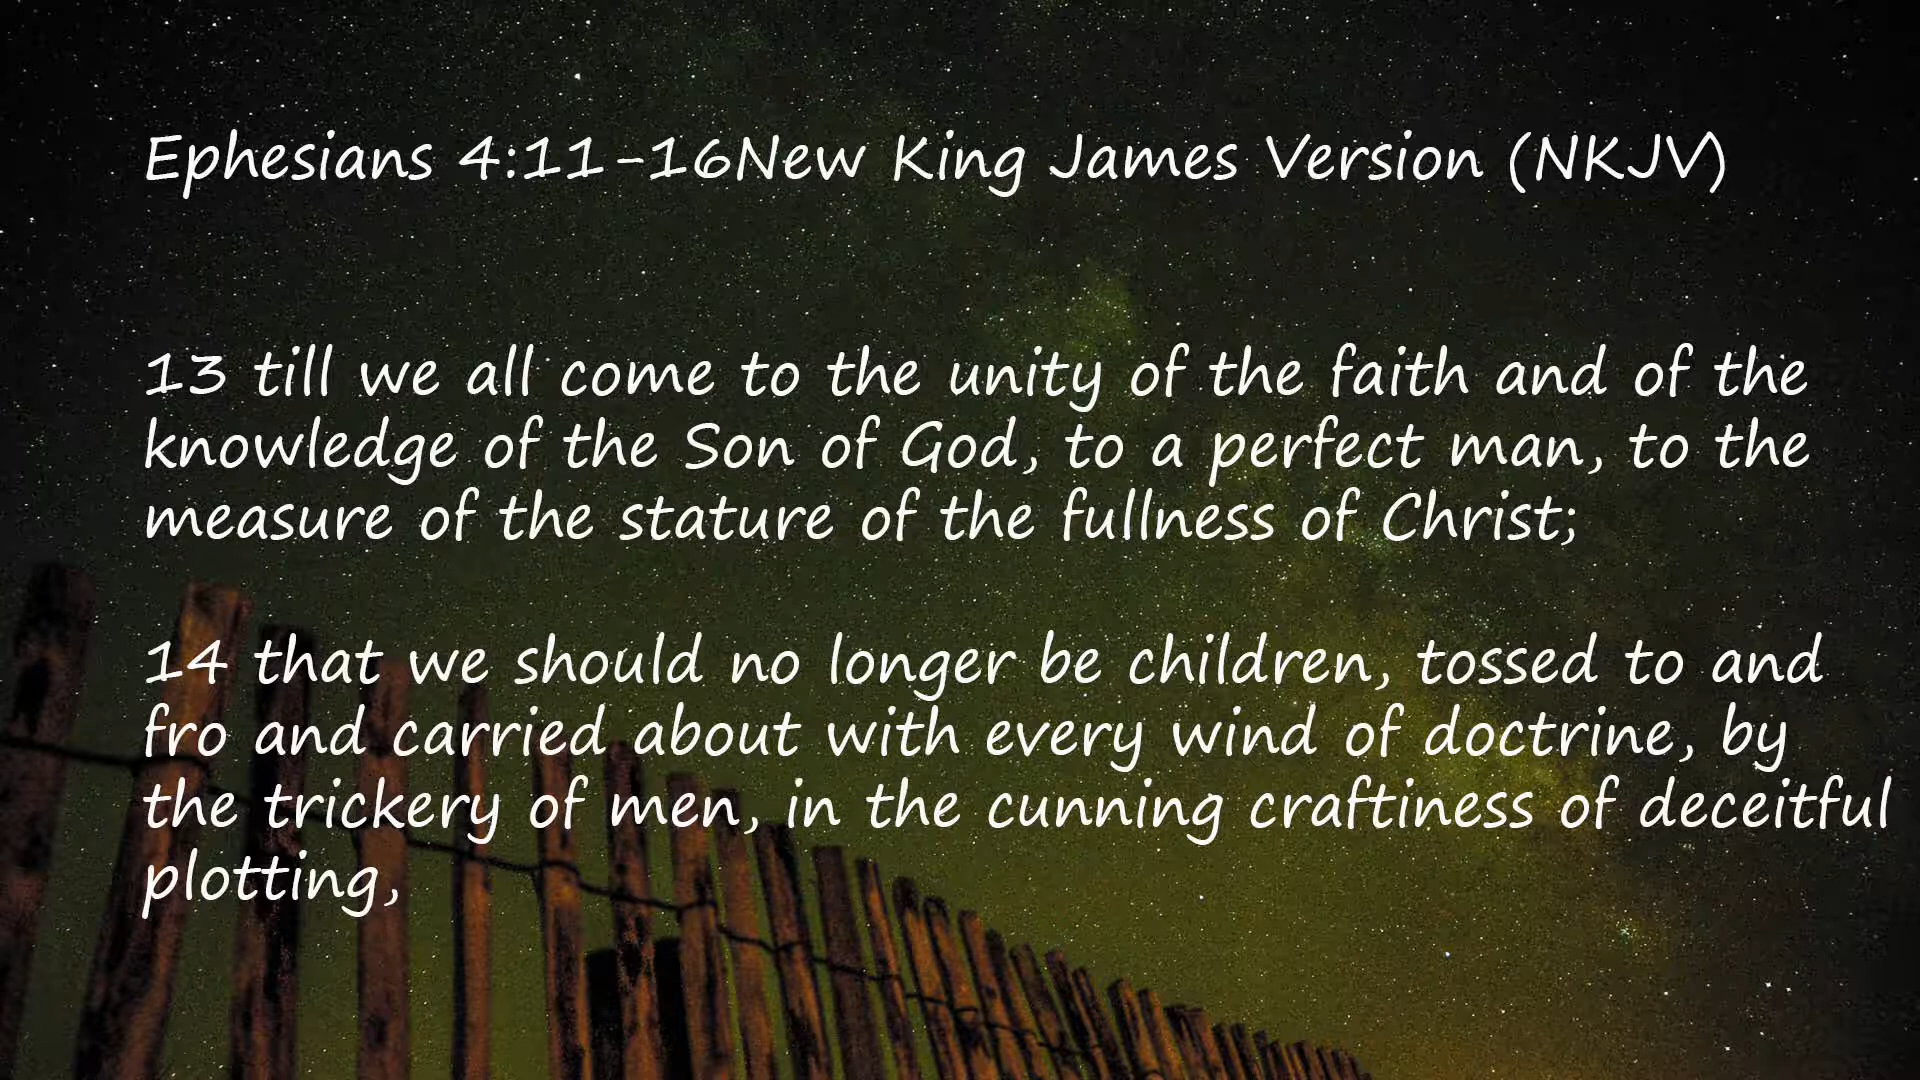 Ephesians 4:11-16New King James Version (NKJV)
13 till we all come to the unity of the faith and of the
knowledge of the Son of God, to a perfect man, to the
measure of the stature of the fullness of Christ;
14 that we should no longer be children, tossed to and
fro and carried about with every wind of doctrine, by
the trickery of men, in the cunning craftiness of deceitful
plotting,